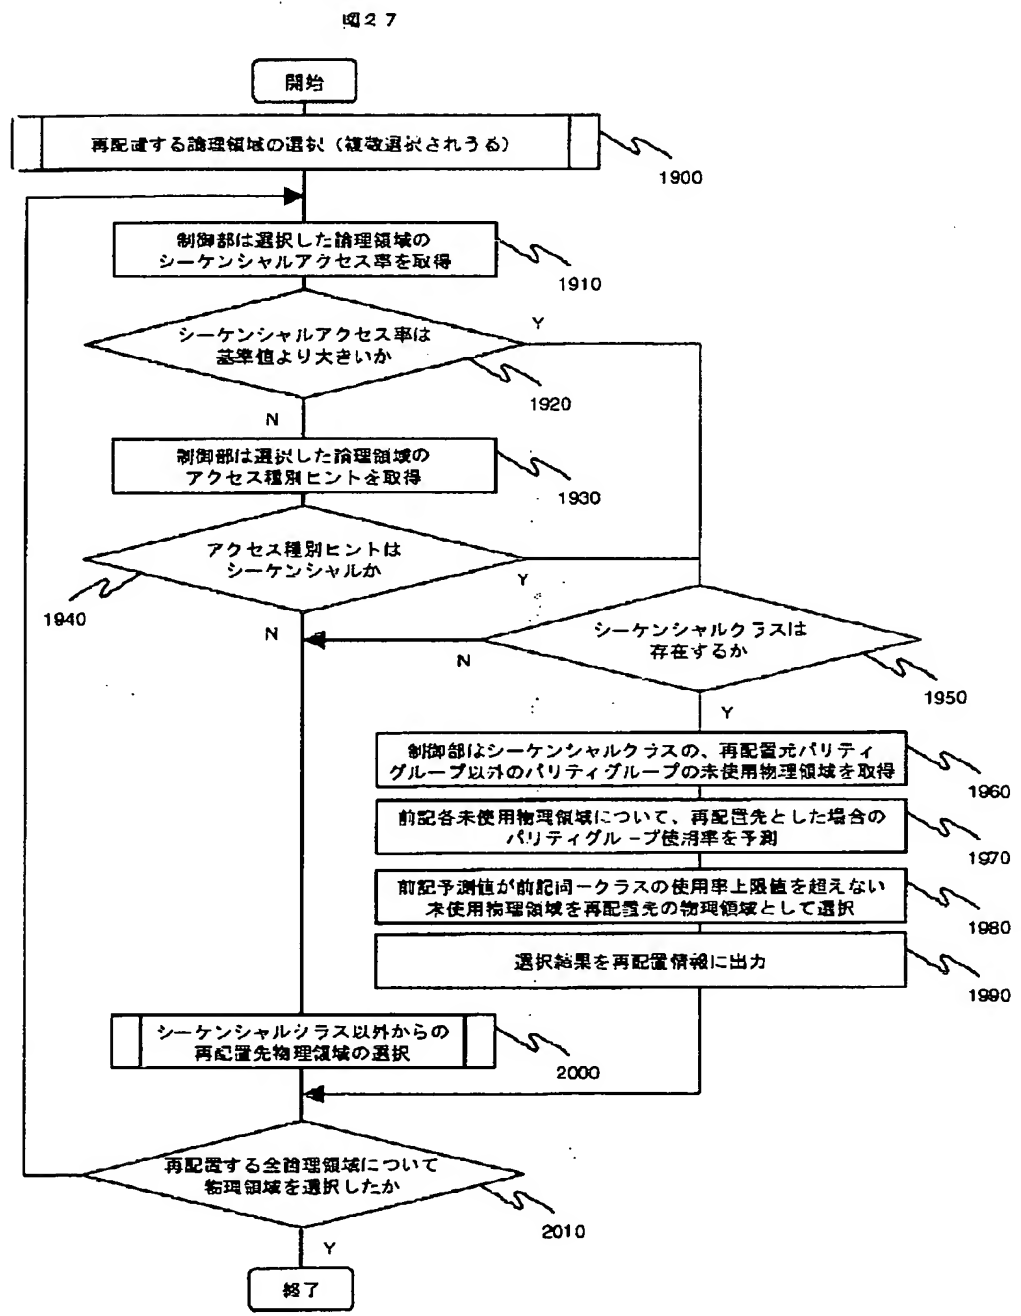 図27
開始
再配置する論理領域の選択（複数選択されうる）
1900
制御部は選択した論理領域の
シーケンシャルアクセス率を取得
1910
シーケンシャルアクセス率は
基準値より大きいか
Y
1920
N
制御部は選択した論理領域の
アクセス種別ヒントを取得
1930
アクセス種別ヒントは
シーケンシャルか
Y
1940
N
シーケンシャルクラスは
存在するか
N
1950
Y
制御部はシーケンシャルクラスの、再配置元パリティ
グループ以外のパリティグループの未使用物理領域を取得
1960
前記各未使用物理領域について、再配置先とした場合の
パリティグループ使用率を予測
1970
前記予測値が前記同一クラスの使用率上限値を超えない
未使用物理領域を再配置先の物理領域として選択
1980
選択結果を再配置情報に出力
1990
シーケンシャルクラス以外からの
再配置先物理領域の選択
2000
再配置する全論理領域について
物理領域を選択したか
2010
Y
終了